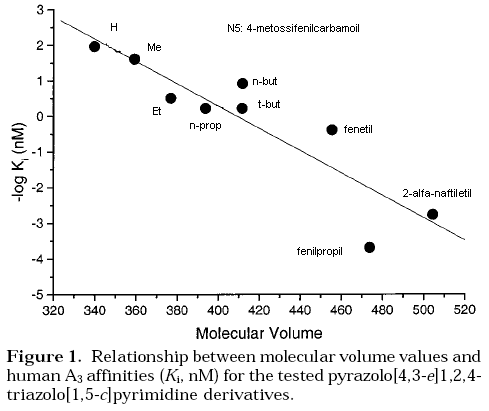 3
2
1
0
-1
-2
-3
-4
-5
-log Ki (nM)
H
Me
N5: 4-metossifenilcarbamoil
n-but
Et
t-but
n-prop
fenetil
2-alfa-naftiletil
fenilpropil
320 340 360 380 400 420 440 460 480 500 520
Molecular Volume
Figure 1. Relationship between molecular volume values and
human A3 affinities (Ki, nM) for the tested pyrazolo[4,3-e]1,2,4-
triazolo[1,5-c]pyrimidine derivatives.